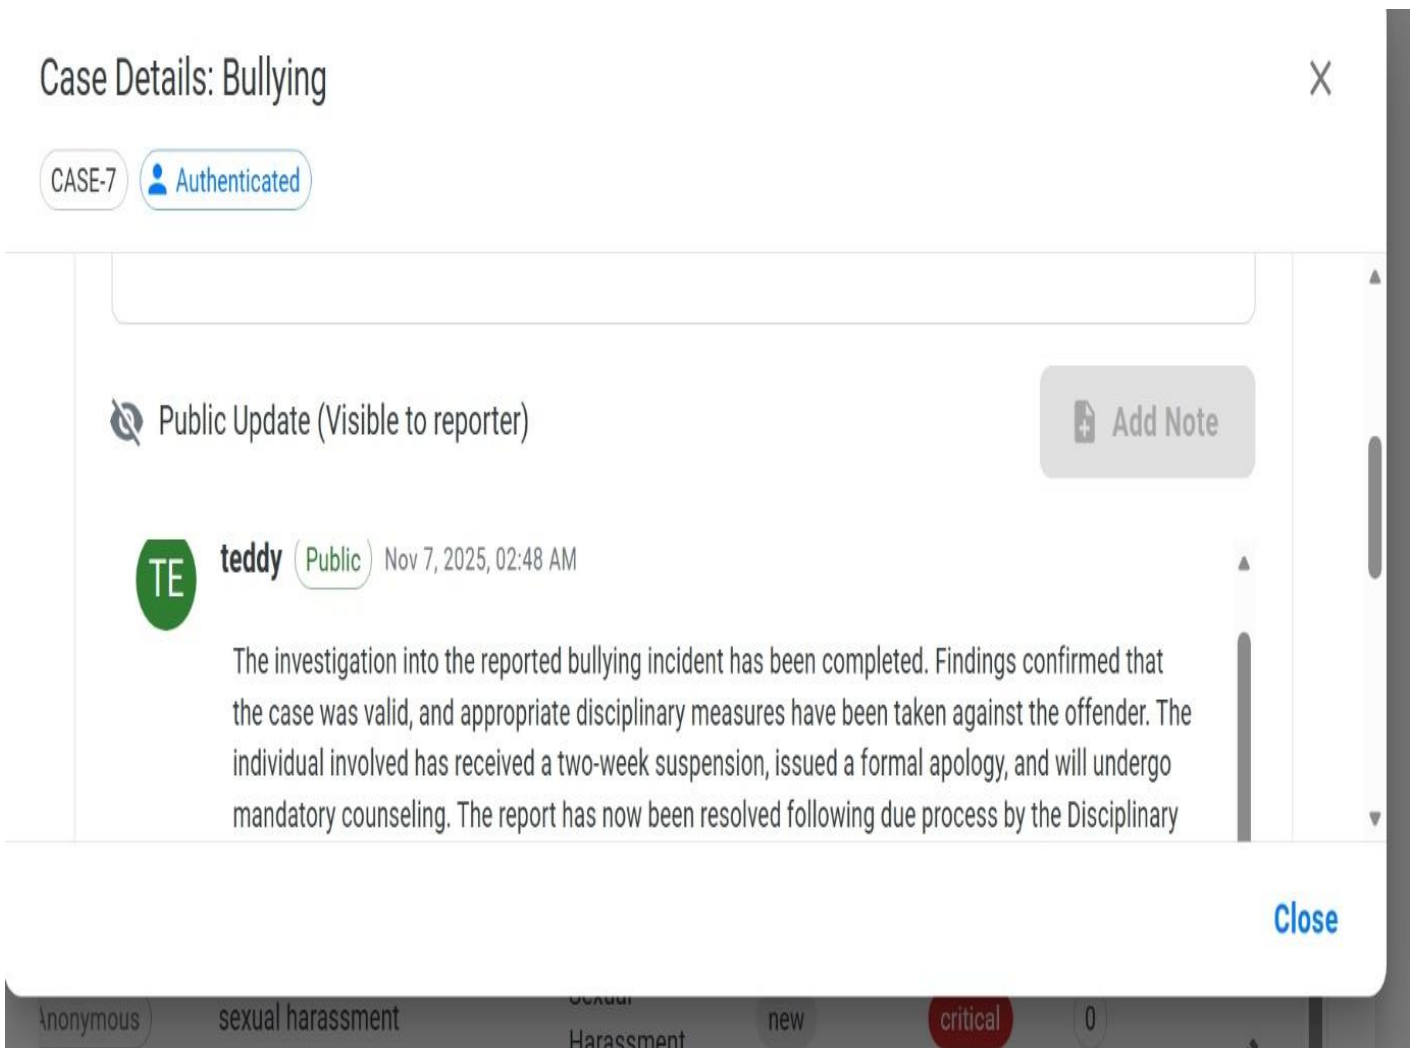 Case Details: Bullying
X
CASE-7
Authenticated
Public Update (Visible to reporter)
Add Note
TE
teddy
Public
Nov 7, 2025, 02:48 AM
The investigation into the reported bullying incident has been completed. Findings confirmed that
the case was valid, and appropriate disciplinary measures have been taken against the offender. The
individual involved has received a two-week suspension, issued a formal apology, and will undergo
mandatory counseling. The report has now been resolved following due process by the Disciplinary
Close
Anonymous
sexual harassment
Sexual
Harassment
new
critical
0